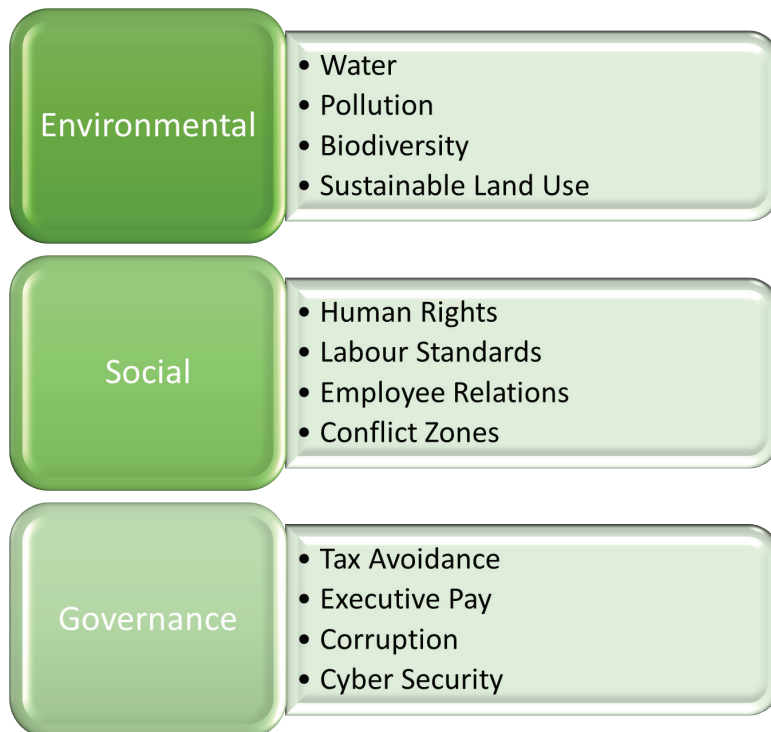 Environmental
• Water
• Pollution
• Biodiversity
• Sustainable Land Use
Social
• Human Rights
• Labour Standards
• Employee Relations
• Conflict Zones
Governance
• Tax Avoidance
• Executive Pay
• Corruption
• Cyber Security